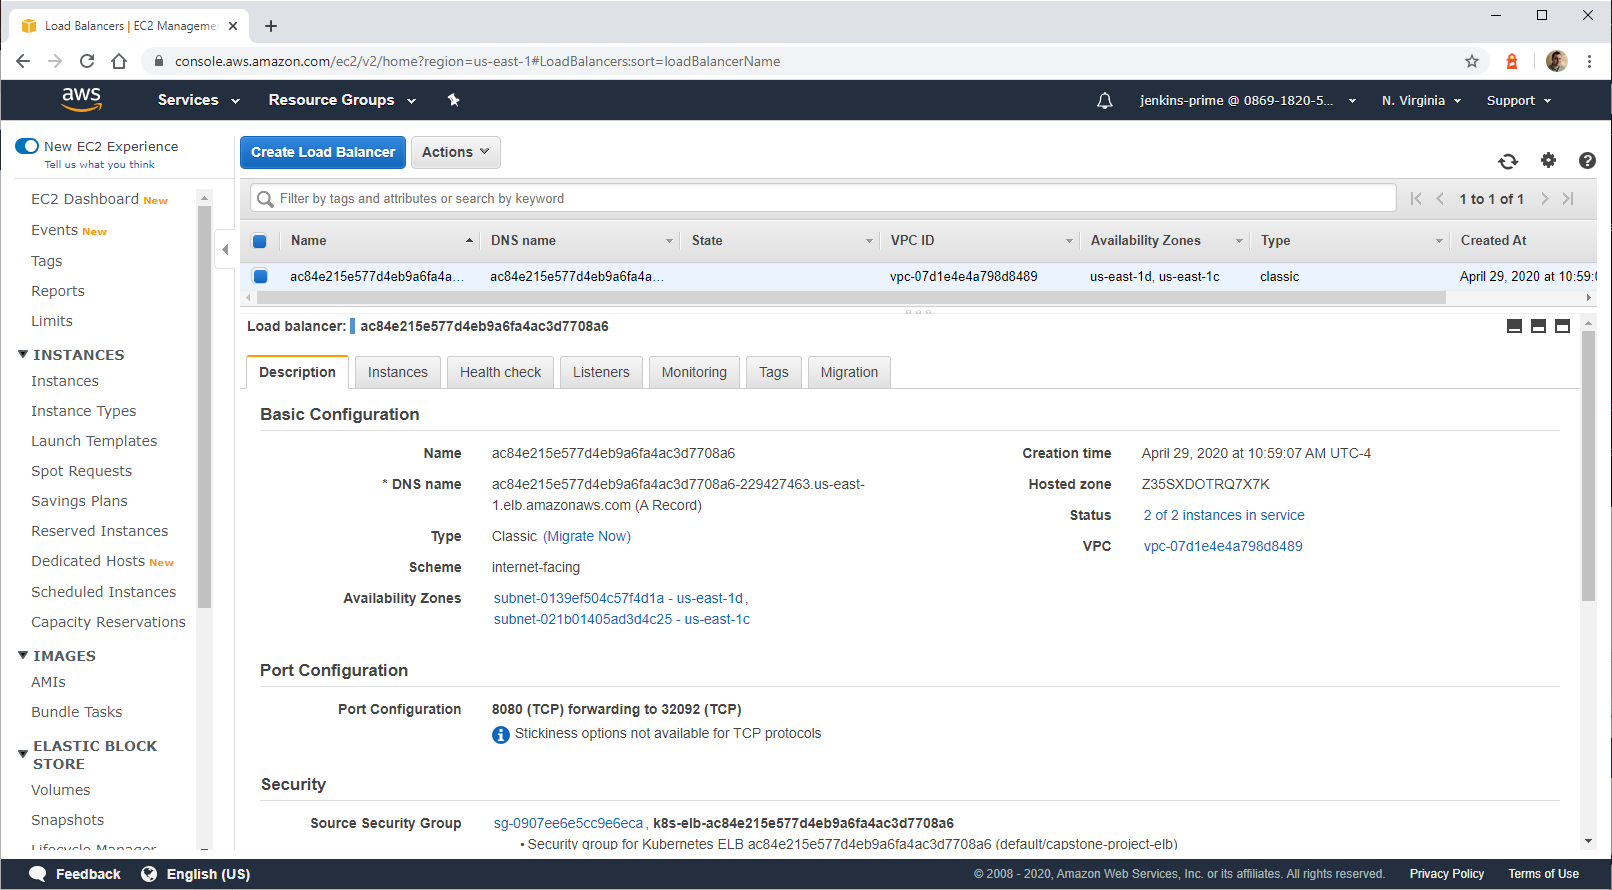 Load Balancers | EC2 Manageme
console.aws.amazon.com/ec2/v2/home?region=us-east-1#LoadBalancers:sort=loadBalancerName
aws
Services
Resource Groups
jenkins-prime @ 0869-1820-5...
N. Virginia
Support
New EC2 Experience
Tell us what you think
EC2 Dashboard New
Events New
Tags
Reports
Limits
INSTANCES
Instances
Instance Types
Launch Templates
Spot Requests
Savings Plans
Reserved Instances
Dedicated Hosts New
Scheduled Instances
Capacity Reservations
IMAGES
AMIs
Bundle Tasks
ELASTIC BLOCK
STORE
Volumes
Snapshots
Lifecycle Manager
Create Load Balancer
Actions
Filter by tags and attributes or search by keyword
1 to 1 of 1
Name DNS name State VPC ID Availability Zones Type Created At
ac84e215e577d4eb9a6fa4a... ac84e215e577d4eb9a6fa4a... vpc-07d1e4e4a798d8489 us-east-1d, us-east-1c classic April 29, 2020 at 10:59:0
Load balancer: ac84e215e577d4eb9a6fa4ac3d7708a6
Description Instances Health check Listeners Monitoring Tags Migration
Basic Configuration
Name ac84e215e577d4eb9a6fa4ac3d7708a6
* DNS name ac84e215e577d4eb9a6fa4ac3d7708a6-229427463.us-east-
1.elb.amazonaws.com (A Record)
Type Classic (Migrate Now)
Scheme internet-facing
Availability Zones subnet-0139ef504c57f4d1a - us-east-1d,
subnet-021b01405ad3d4c25 - us-east-1c
Creation time April 29, 2020 at 10:59:07 AM UTC-4
Hosted zone Z35SXDOTRQ7X7K
Status 2 of 2 instances in service
VPC vpc-07d1e4e4a798d8489
Port Configuration
Port Configuration 8080 (TCP) forwarding to 32092 (TCP)
Stickiness options not available for TCP protocols
Security
Source Security Group sg-0907ee6e5cc9e6eca, k8s-elb-ac84e215e577d4eb9a6fa4ac3d7708a6
• Security group for Kubernetes ELB ac84e215e577d4eb9a6fa4ac3d7708a6 (default/capstone-project-elb)
Feedback
English (US)
© 2008 - 2020, Amazon Web Services, Inc. or its affiliates. All rights reserved.
Privacy Policy
Terms of Use